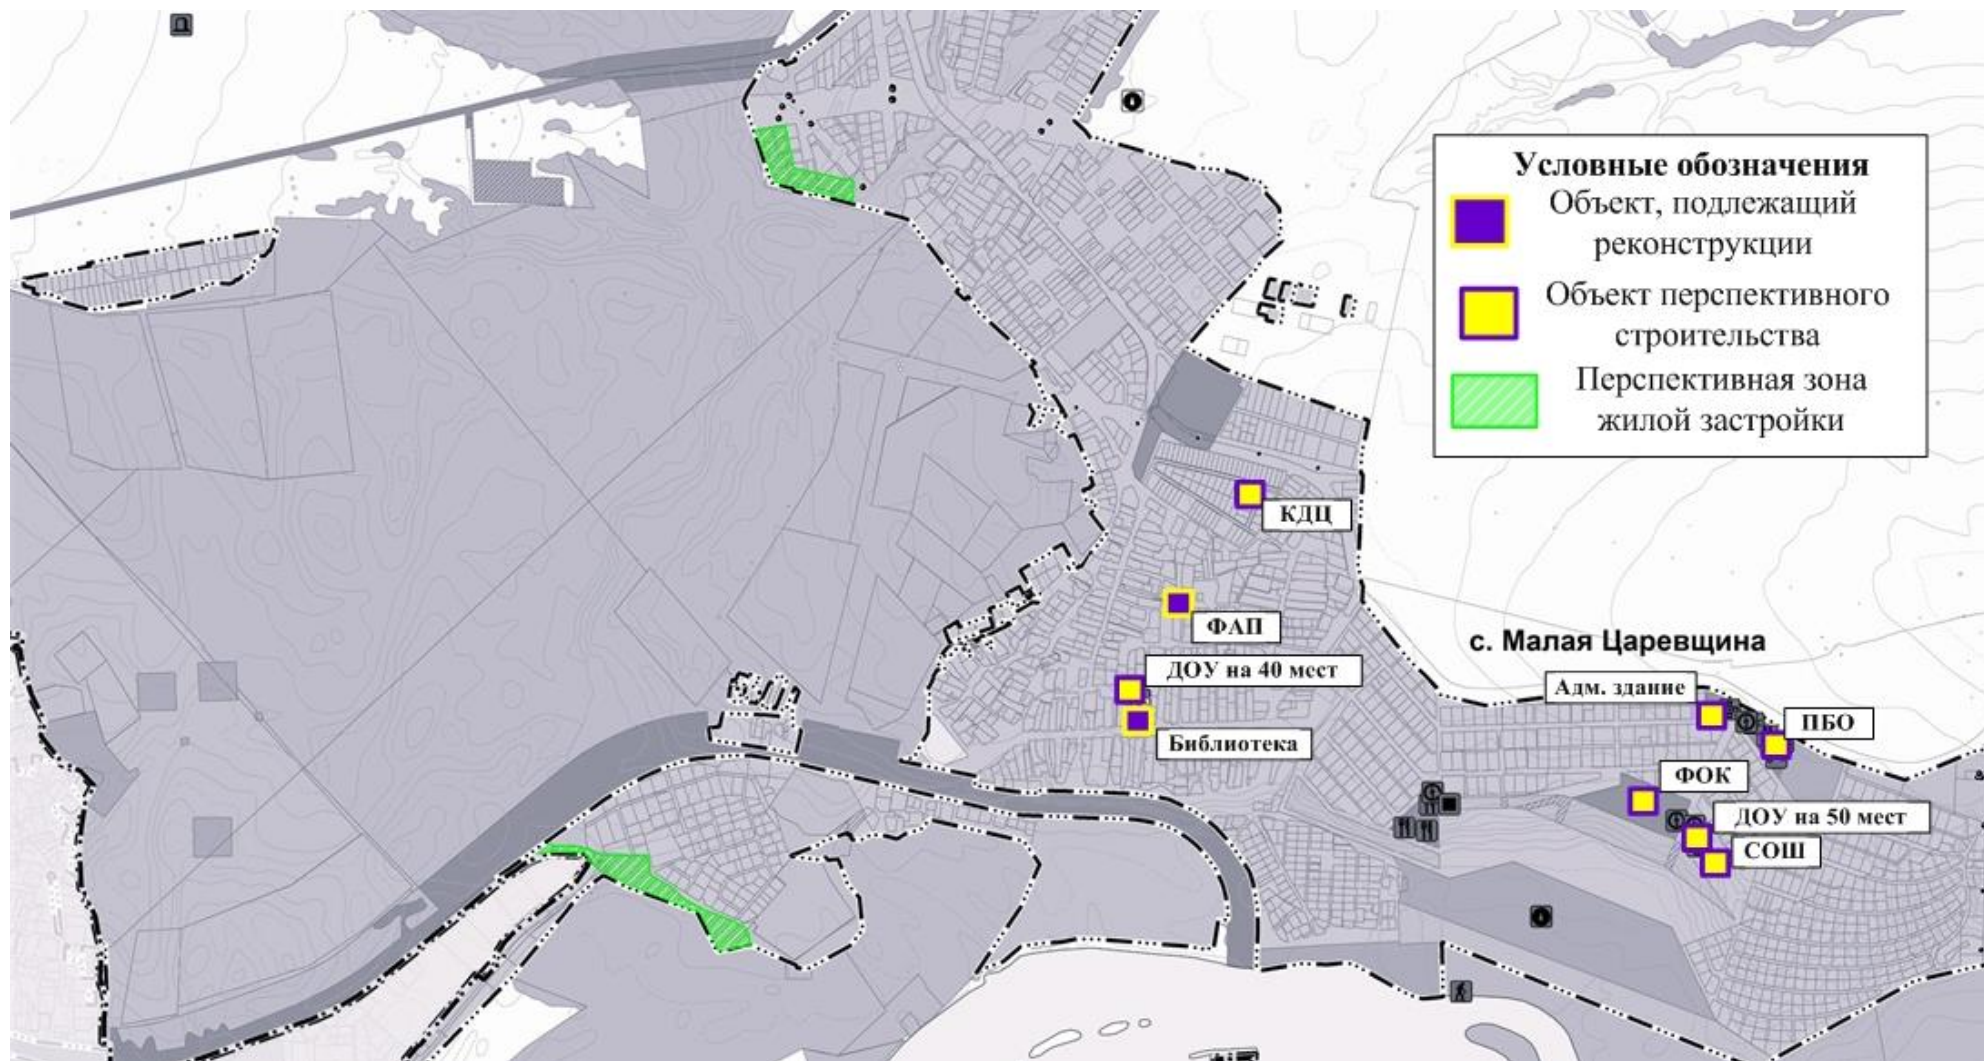 Условные обозначения
Объект, подлежащий
реконструкции
Объект перспективного
строительства
Перспективная зона
жилой застройки
КДЦ
ФАП
с. Малая Царевщина
ДОУ на 40 мест
Адм. здание
ПБО
Библиотека
ФОК
ДОУ на 50 мест
СОШ